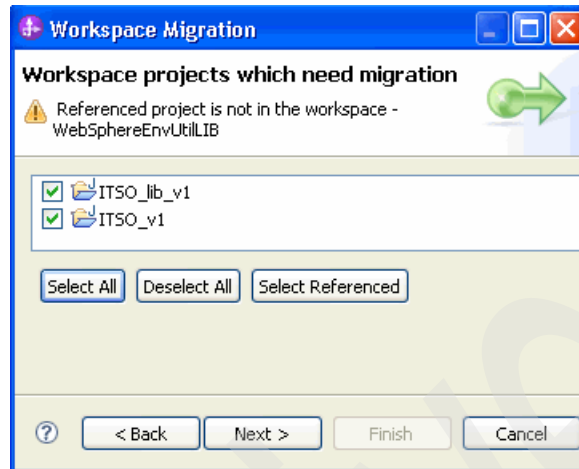 Workspace Migration
Workspace projects which need migration
Referenced project is not in the workspace -
WebSphereEnvUtilLIB
ITSO_lib_v1
ITSO_v1
Select All Deselect All Select Referenced
? < Back Next > Finish Cancel